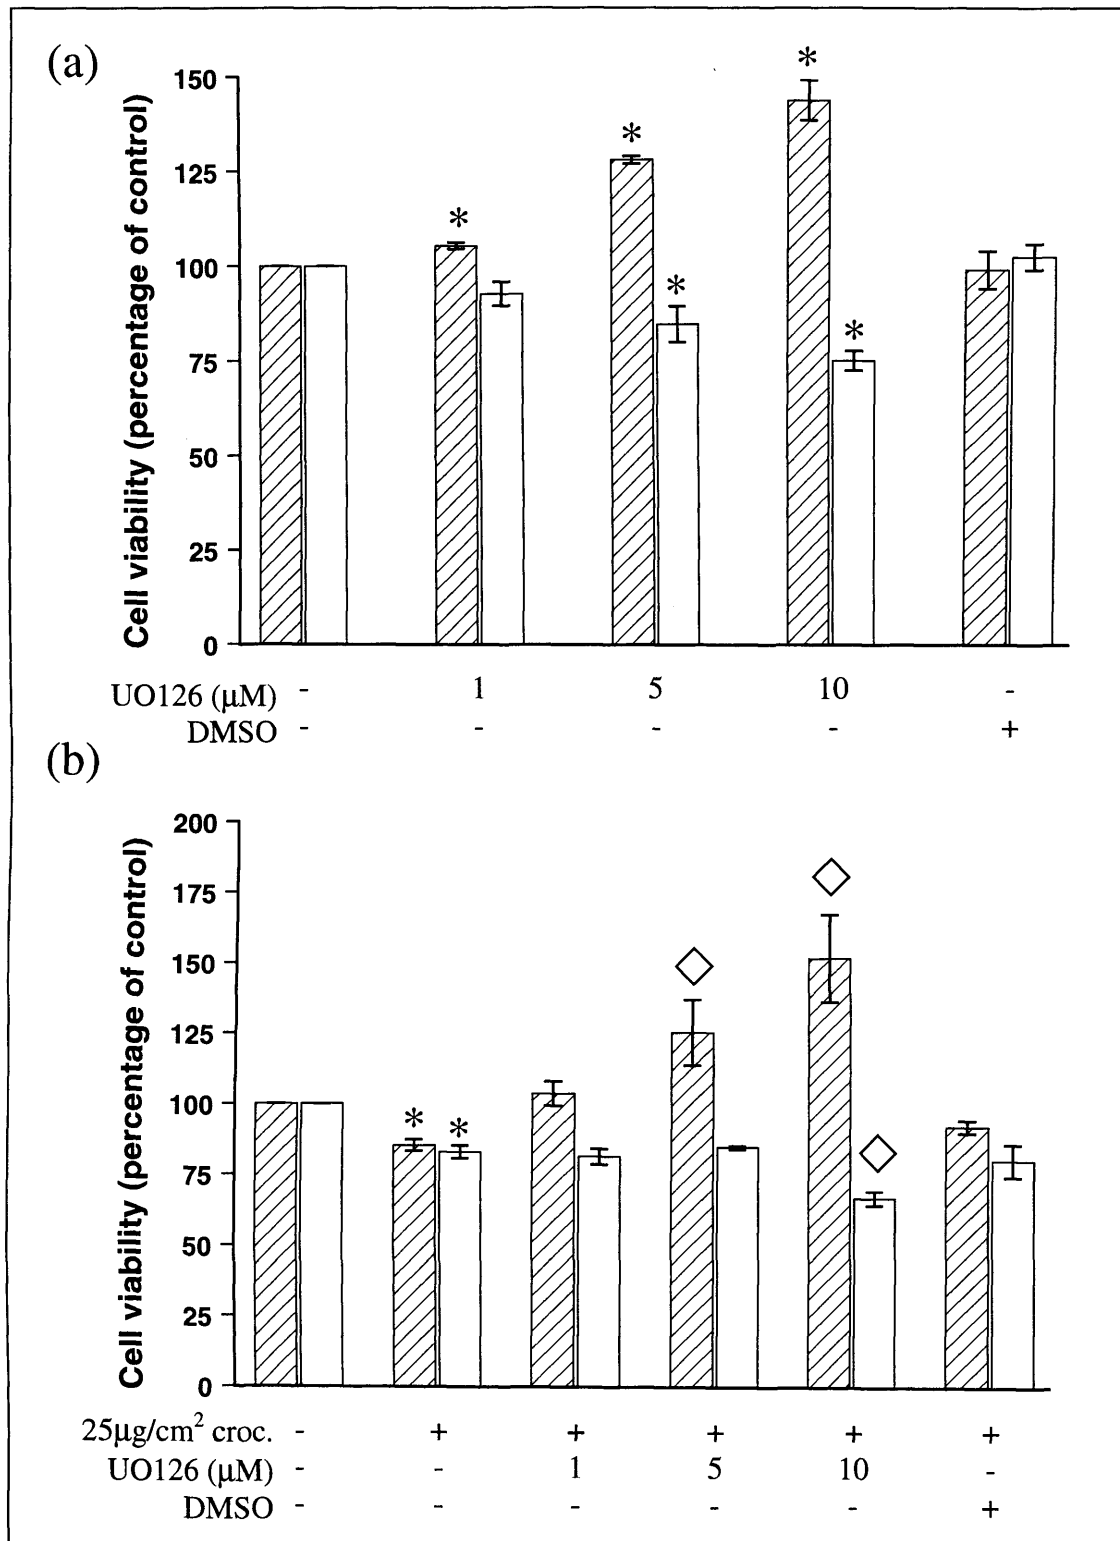 (a)
Cell viability (percentage of control)
150
125
100
75
50
25
0
* * * * *
UO126 (µM) - 1 5 10 -
DMSO - - - - +
(b)
Cell viability (percentage of control)
200
175
150
125
100
75
50
25
0
* *
25µg/cm² croc. - + + + + +
UO126 (µM) - - 1 5 10 -
DMSO - - - - - +